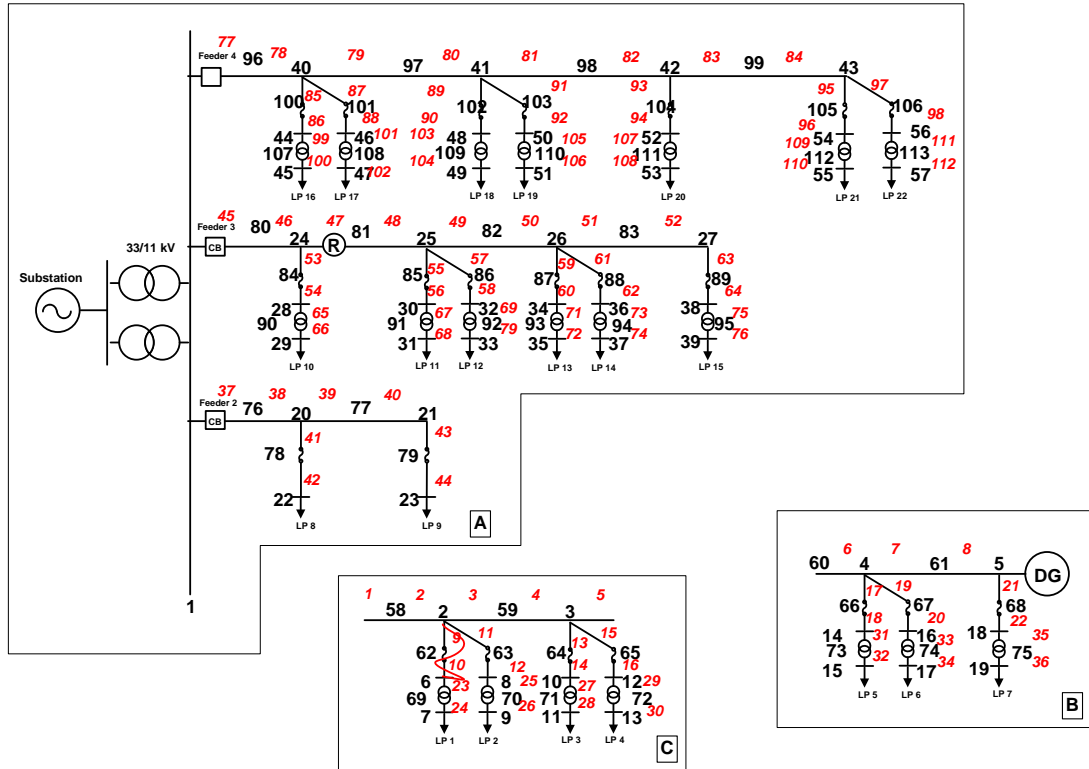 77 78 79 80 81 82 83 84
Feeder 4 96 40 97 41 98 42 99 43
85 87 89 91 93 95 97
100 101 102 103 104 105 106
86 88 90 92 94 96 98
44 99 46 101 103 48 50 105 107 52 109 54 56 111
107 108 109 110 111 112 113
45 100 47 102 104 49 51 106 108 53 110 55 57 112
LP 16 LP 17 LP 18 LP 19 LP 20 LP 21 LP 22
45 46 47 48 49 50 51 52
Feeder 3 80 24 81 25 82 26 83 27
CB R
33/11 kV
53 55 57 59 61 63
84 85 86 87 88 89
Substation
54 56 58 60 62 64
28 65 30 67 32 69 34 71 36 73 38 75
90 66 91 92 79 93 94 95
29 31 68 33 35 72 37 74 39 76
LP 10 LP 11 LP 12 LP 13 LP 14 LP 15
37 38 39 40
Feeder 2 76 20 77 21
CB
41 43
78 79
42 44
22 23
LP 8 LP 9
A
1
6 7 8
60 4 61 5
DG
17 19 21
66 67 68
18 20 22
14 31 16 33 18 35
73 32 74 75
15 17 34 19 36
LP 5 LP 6 LP 7
B
1 2 3 4 5
58 2 59 3
9 11 13 15
62 63 64 65
10 12 14 16
6 23 8 25 10 27 12 29
69 70 71 72
7 24 9 26 11 28 13 30
LP 1 LP 2 LP 3 LP 4
C